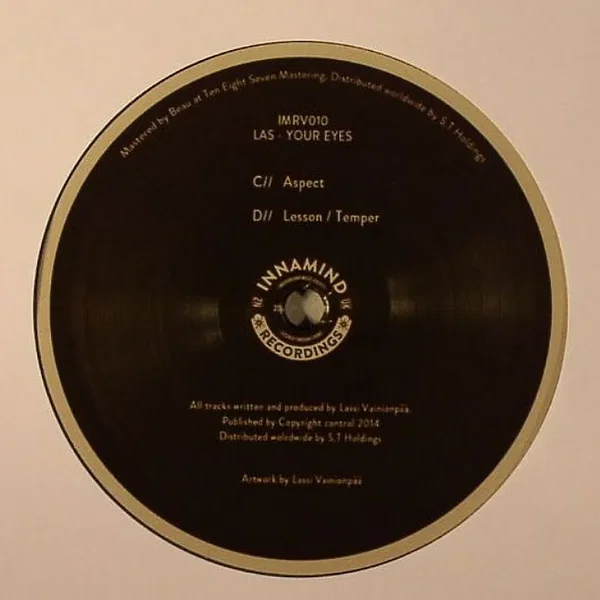 Mastered by Beau at Ten Eight Seven Mastering. Distributed worldwide by S.T Holdings
IMRV010
LAS - YOUR EYES
C// Aspect
D// Lesson / Temper
INNAMIND
NZ UK
RECORDINGS
All tracks written and produced by Lassi Vainionpää.
Published by Copyright control 2014
Distributed woledwide by S.T Holdings
Artwork by Lassi Vainionpää